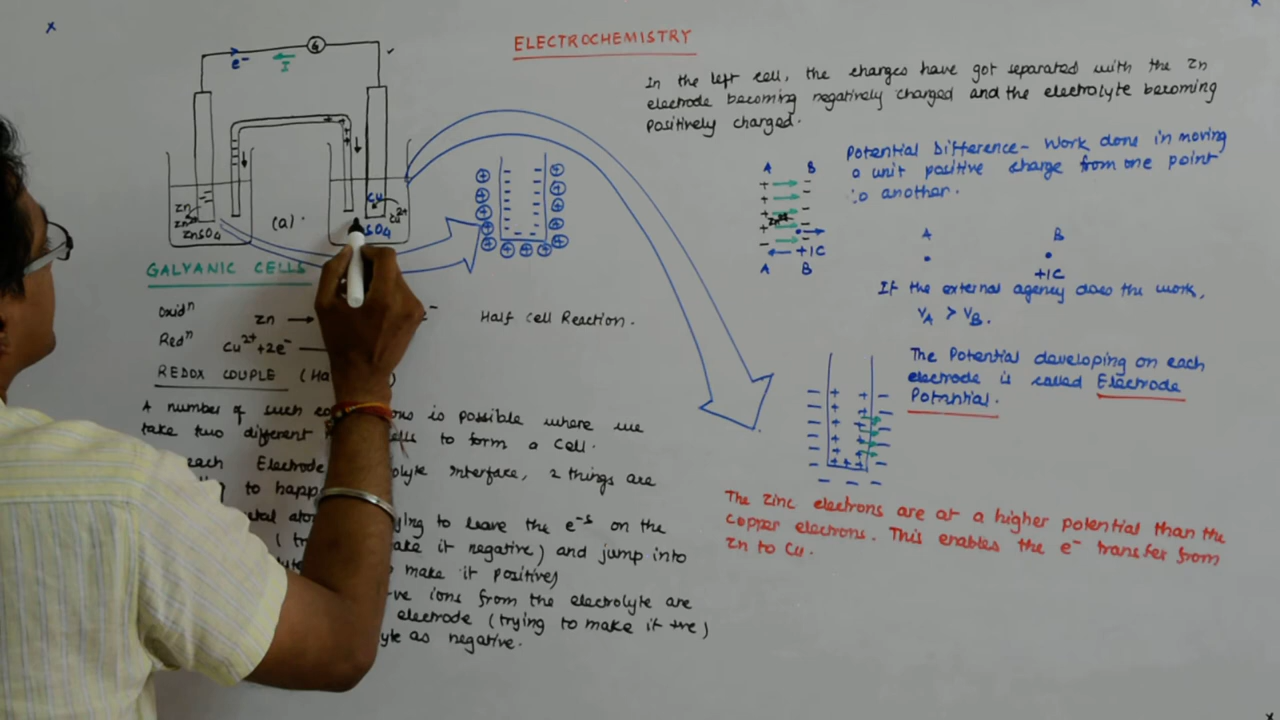 ELECTROCHEMISTRY
G
e⁻
I
Zn
ZnSO4
(a)
Cu
Cu²⁺
SO4
GALVANIC CELLS
Oxidⁿ Zn → e⁻ Half Cell Reaction.
Redⁿ Cu²⁺+2e⁻ —
REDOX COUPLE (Ha )
A number of such is possible where we
take two different to form a Cell.
each Electrode interface, 2 things are
to happ
to leave the e⁻ˢ on the
it negative) and jump into
make it positive)
ions from the electrolyte are
electrode (trying to make it +ve)
as negative.
In the left cell, the charges have got separated with the Zn
electrode becoming negatively charged and the electrolyte becoming
positively charged.
Potential Difference- Work done in moving
a unit positive charge from one point
to another.
A B
+1C
A B
A B
+1C
If the external agency does the work,
VA > VB.
The Potential developing on each
electrode is called Electrode
Potential.
The Zinc electrons are at a higher potential than the
Copper electrons. This enables the e⁻ transfer from
Zn to Cu.